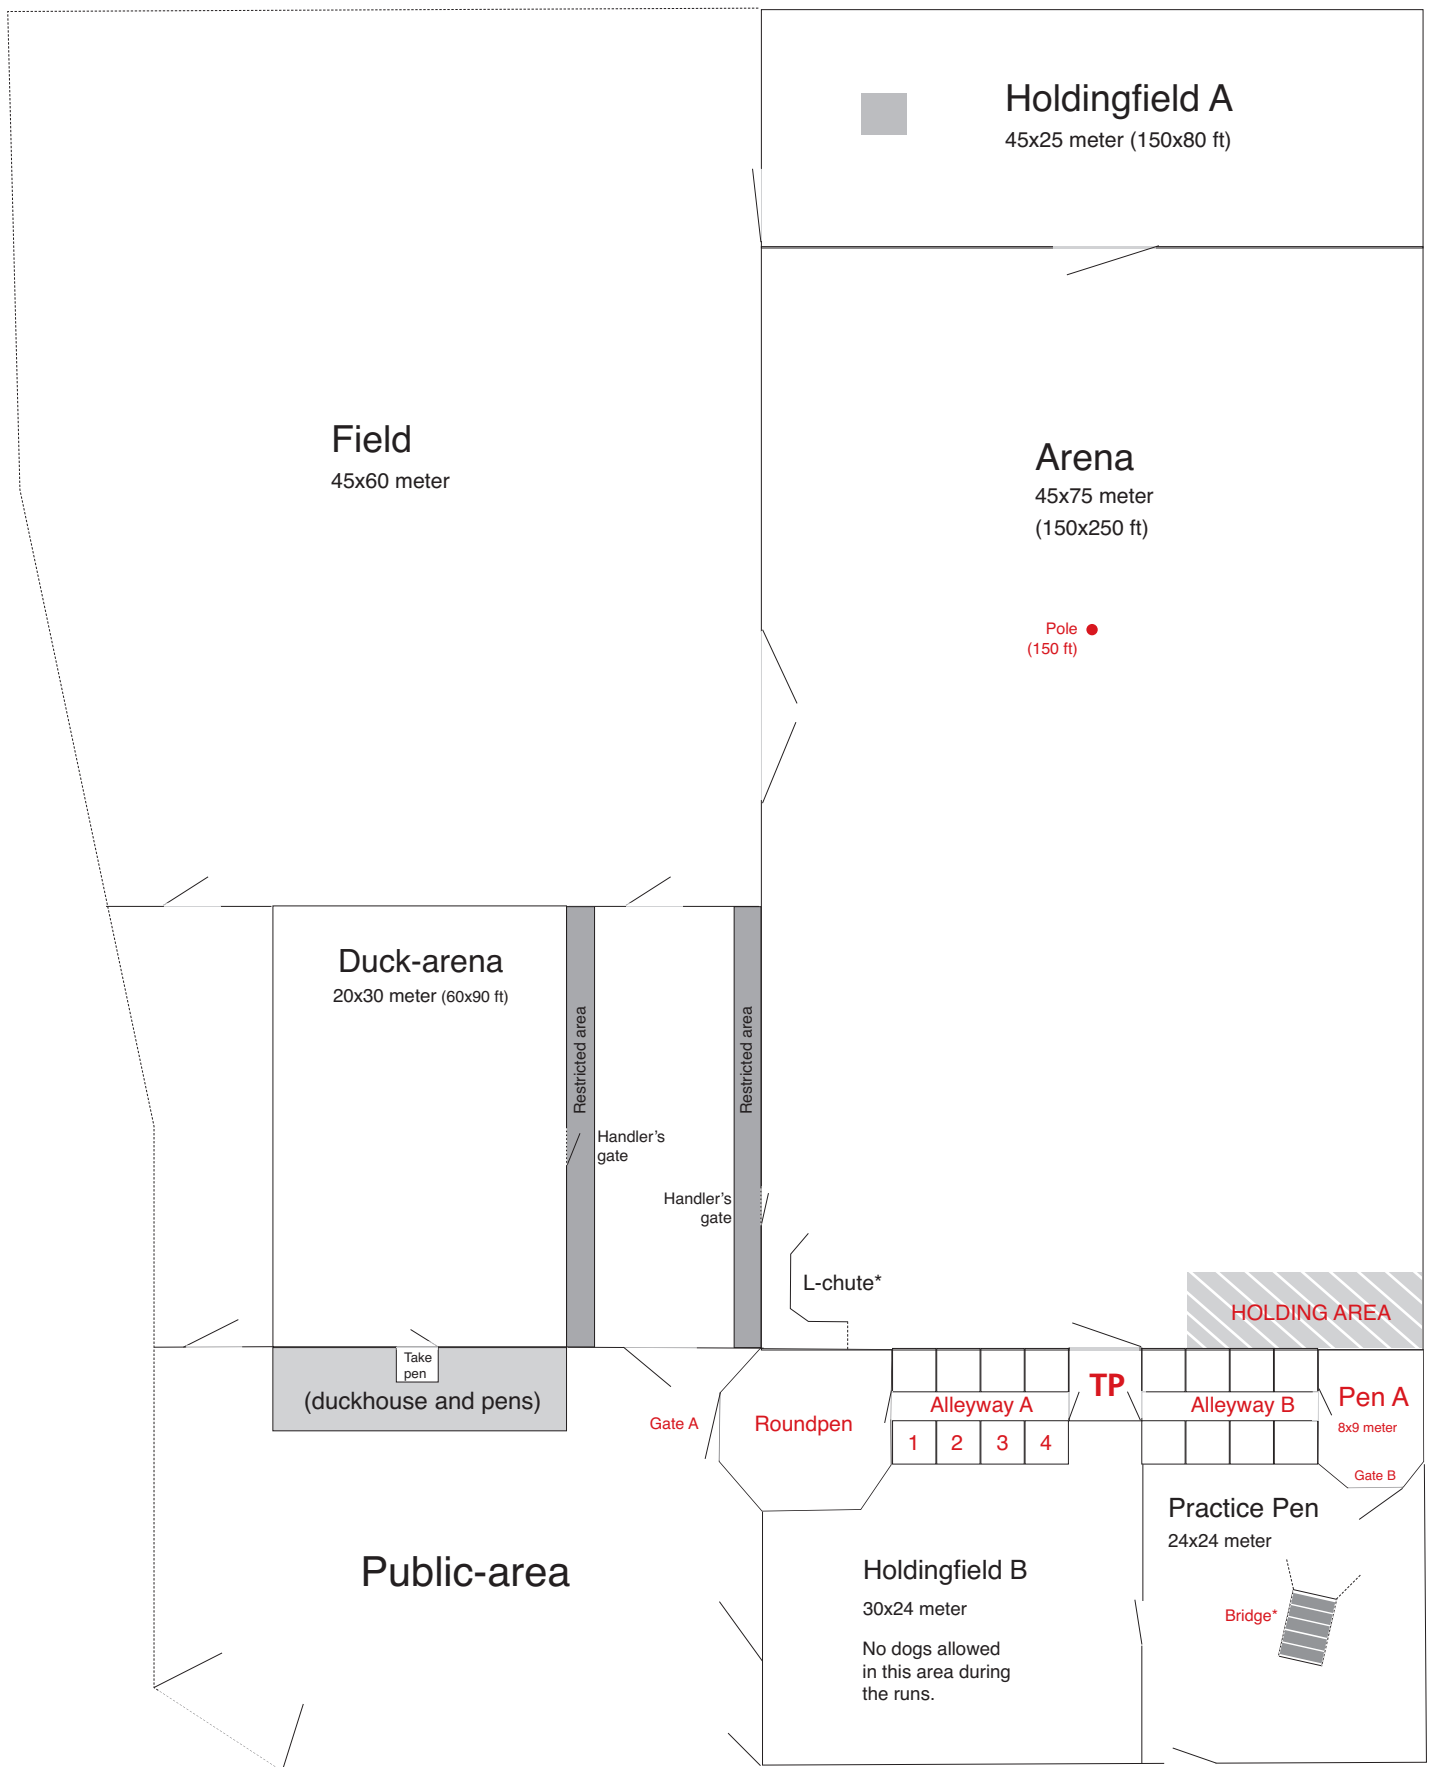 Holdingfield A
45x25 meter (150x80 ft)
Field
45x60 meter
Arena
45x75 meter
(150x250 ft)
Pole
(150 ft)
Duck-arena
20x30 meter (60x90 ft)
Restricted area
Restricted area
Handler's
gate
Handler's
gate
L-chute*
HOLDING AREA
Take
pen
(duckhouse and pens)
Gate A
Roundpen
Alleyway A
1 2 3 4
TP
Alleyway B
Pen A
8x9 meter
Gate B
Practice Pen
24x24 meter
Bridge*
Public-area
Holdingfield B
30x24 meter
No dogs allowed
in this area during
the runs.